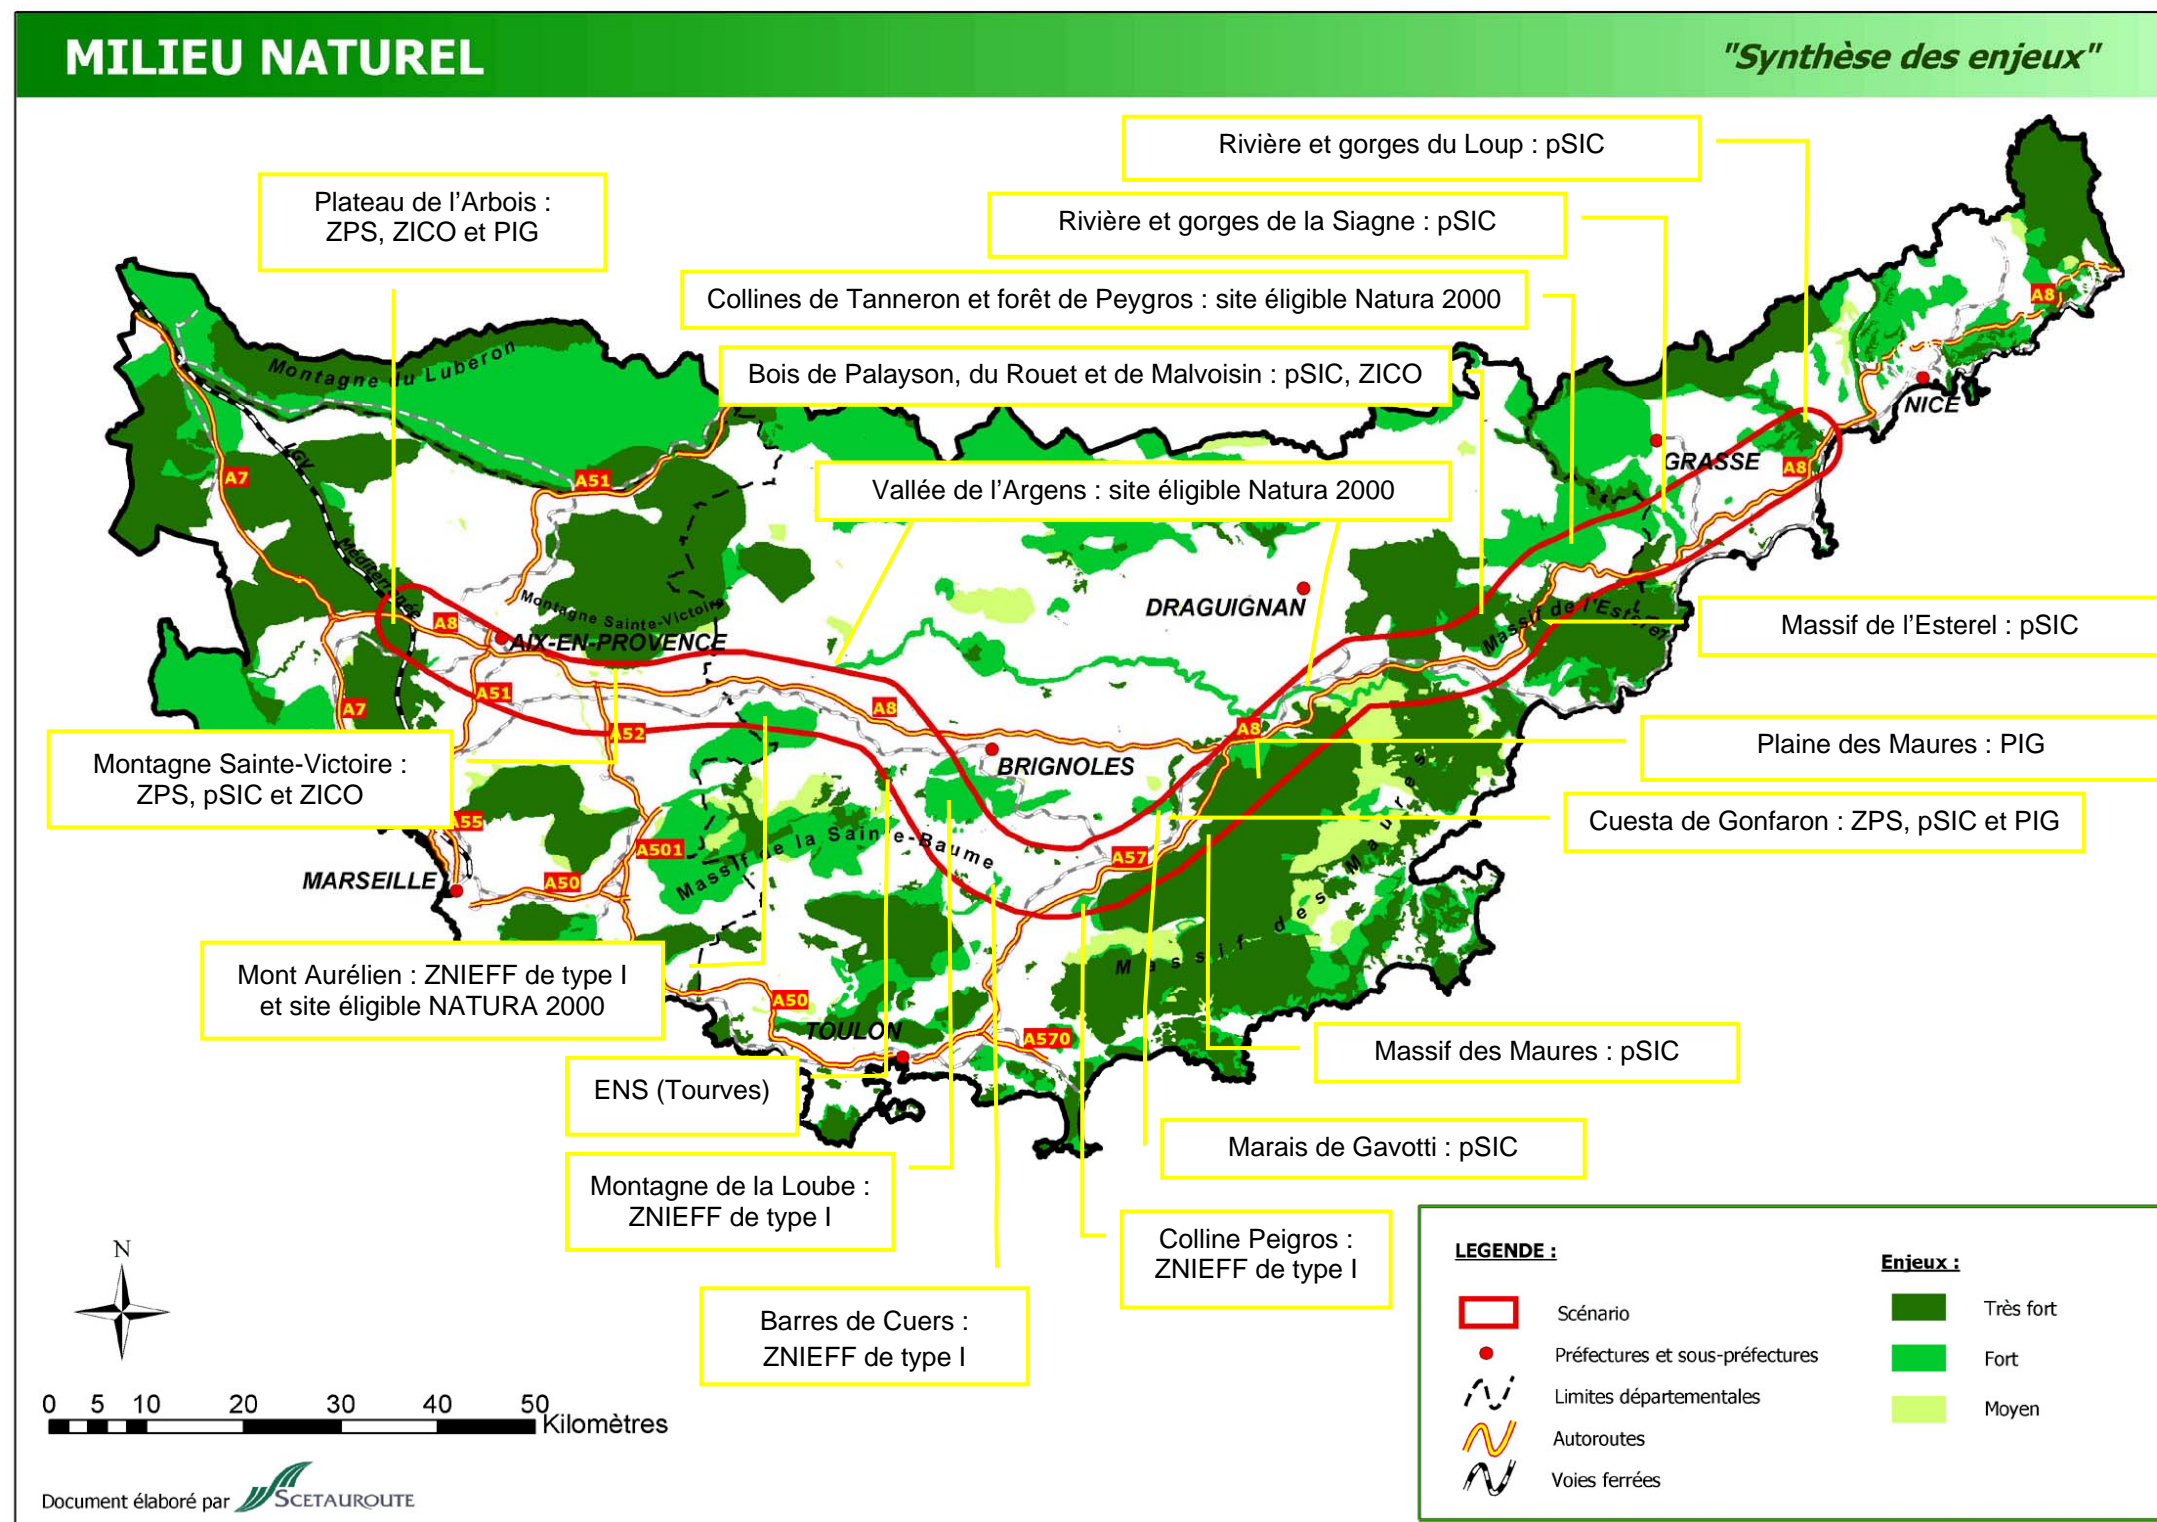 MILIEU NATUREL
"Synthèse des enjeux"
Rivière et gorges du Loup : pSIC
Plateau de l'Arbois :
ZPS, ZICO et PIG
Rivière et gorges de la Siagne : pSIC
Collines de Tanneron et forêt de Peygros : site éligible Natura 2000
Bois de Palayson, du Rouet et de Malvoisin : pSIC, ZICO
Vallée de l'Argens : site éligible Natura 2000
Montagne du Luberon
A8
NICE
GRASSE
A8
A7
LGV
Méditerranée
A51
Montagne Sainte-Victoire
A8
AIX-EN-PROVENCE
DRAGUIGNAN
Massif de l'Esterel
Massif de l'Esterel : pSIC
A51
A7
A52
A8
A8
BRIGNOLES
Plaine des Maures : PIG
Montagne Sainte-Victoire :
ZPS, pSIC et ZICO
Cuesta de Gonfaron : ZPS, pSIC et PIG
A55
A501
Massif de la Sainte-Baume
A57
MARSEILLE
A50
Massif des Maures
Mont Aurélien : ZNIEFF de type I
et site éligible NATURA 2000
A50
TOULON
A570
Massif des Maures : pSIC
ENS (Tourves)
Marais de Gavotti : pSIC
Montagne de la Loube :
ZNIEFF de type I
Colline Peigros :
ZNIEFF de type I
Barres de Cuers :
ZNIEFF de type I
N
0 5 10 20 30 40 50
Kilomètres
Document élaboré par SCETAUROUTE
LEGENDE :
Scénario
Préfectures et sous-préfectures
Limites départementales
Autoroutes
Voies ferrées
Enjeux :
Très fort
Fort
Moyen